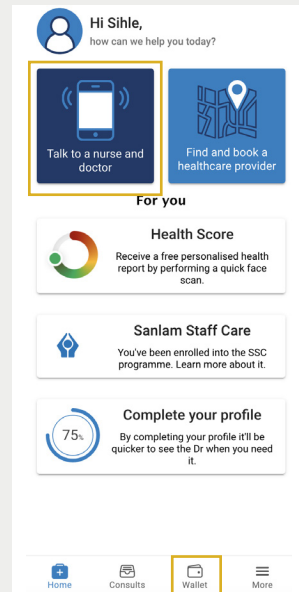 Hi Sihle,
how can we help you today?
Talk to a nurse and
doctor
Find and book a
healthcare provider
For you
Health Score
Receive a free personalised health
report by performing a quick face
scan.
Sanlam Staff Care
You've been enrolled into the SSC
programme. Learn more about it.
75%
Complete your profile
By completing your profile it'll be
quicker to see the Dr when you need
it.
Home Consults Wallet More